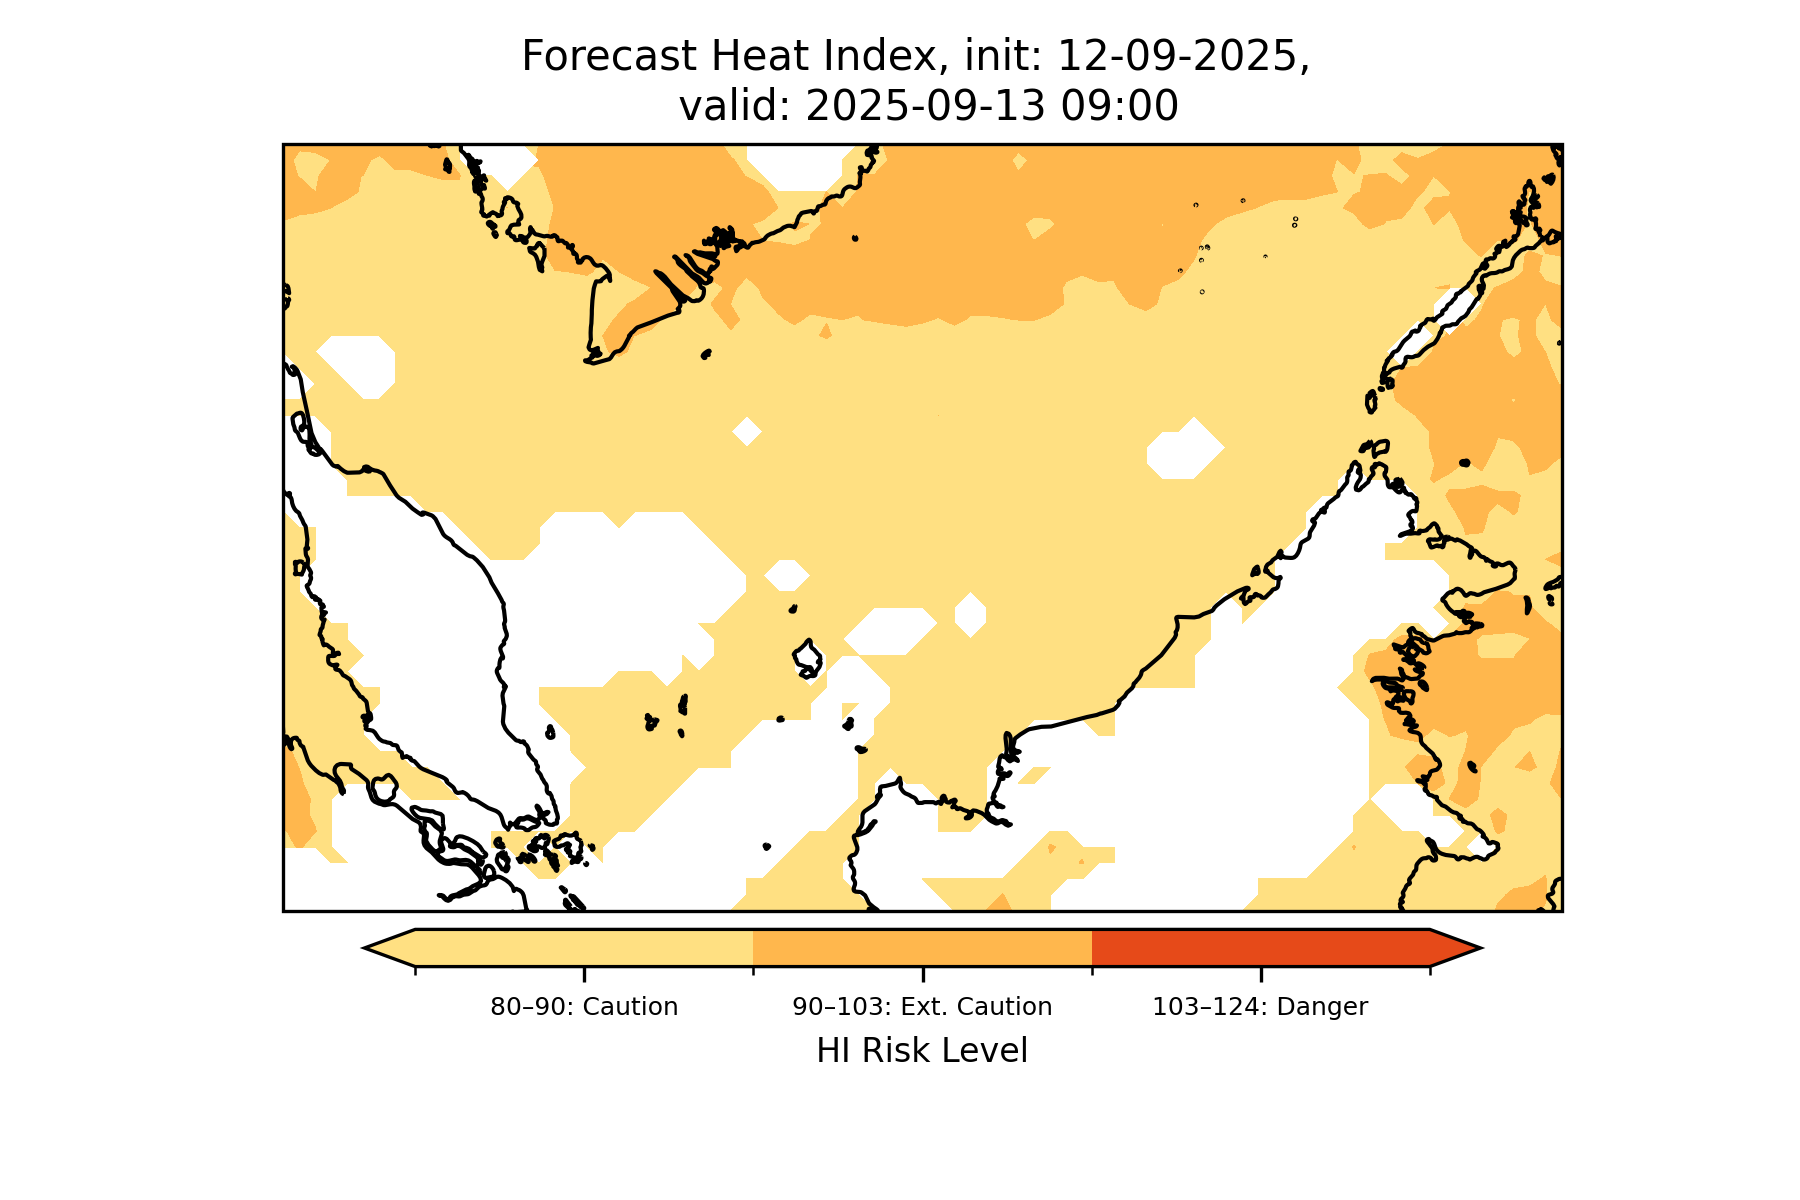 Forecast Heat Index, init: 12-09-2025,
valid: 2025-09-13 09:00
80–90: Caution
90–103: Ext. Caution
103–124: Danger
HI Risk Level